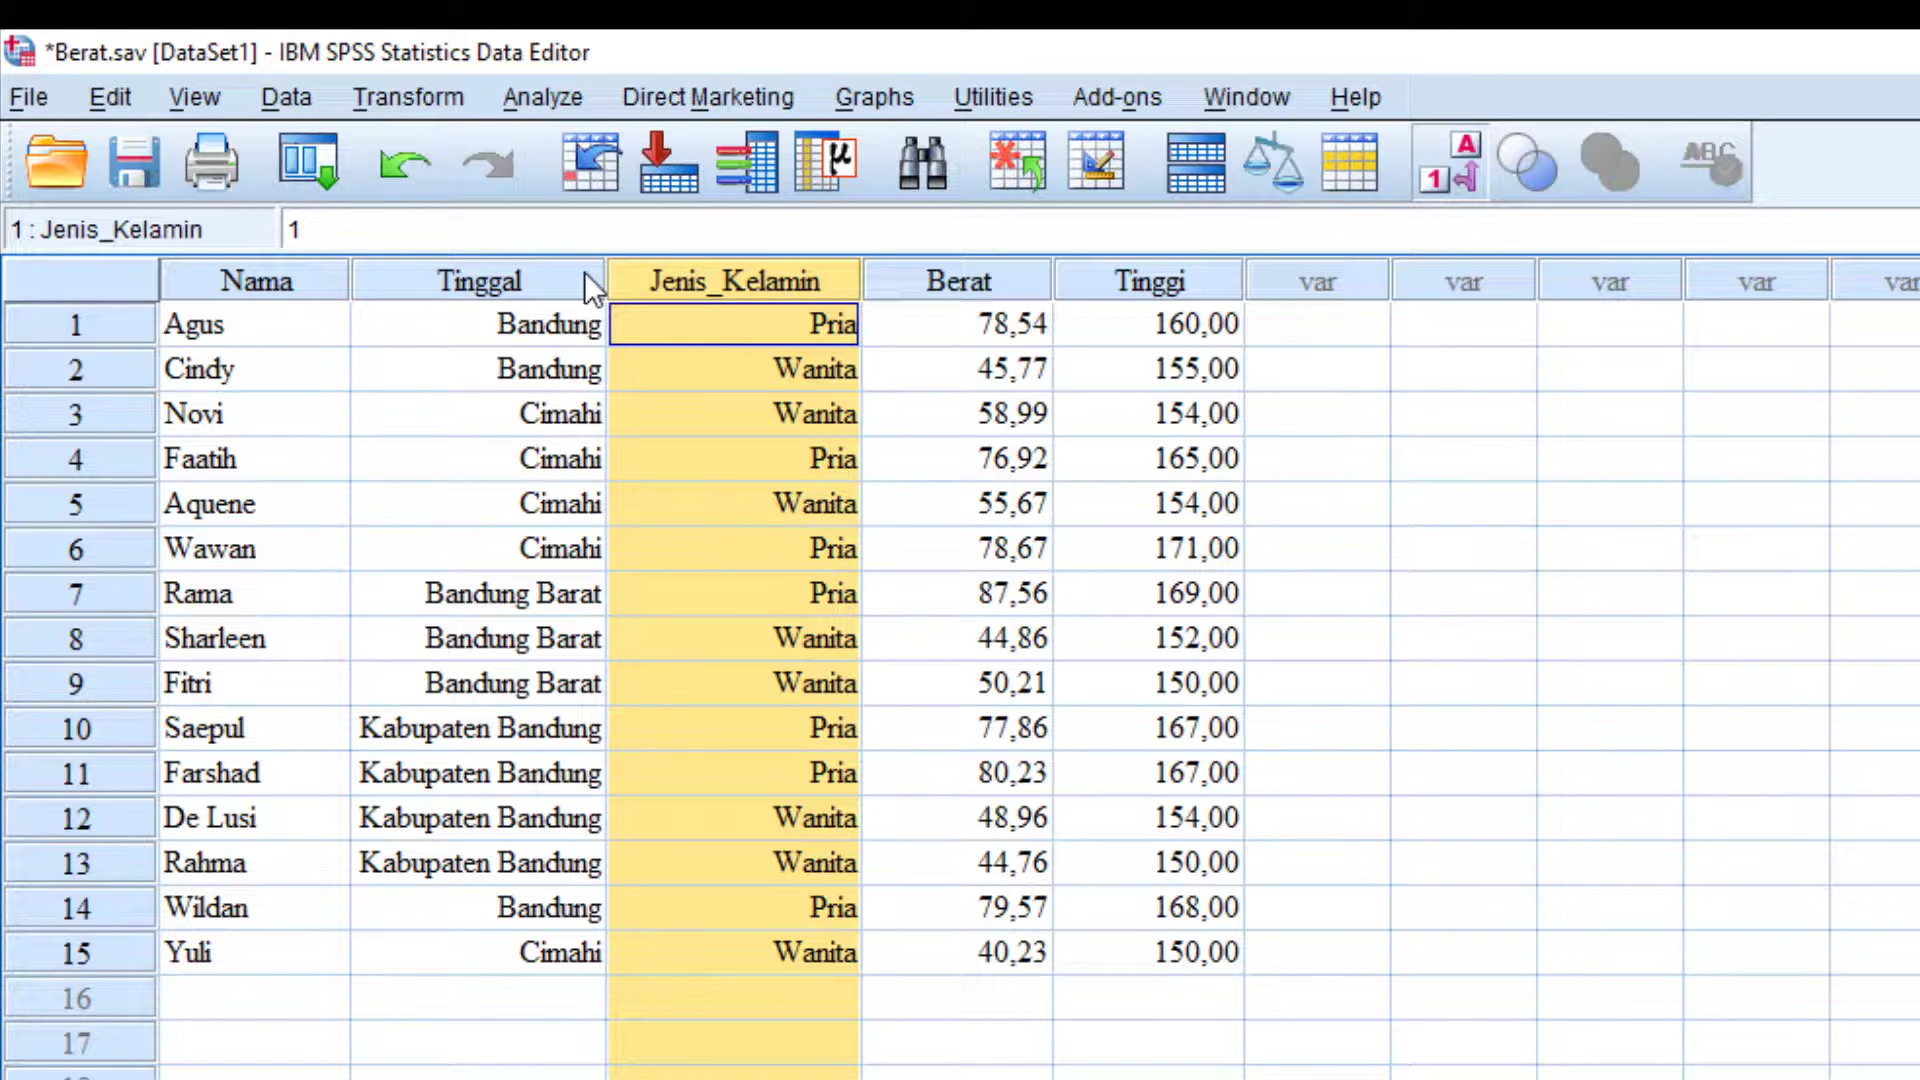 *Berat.sav [DataSet1] - IBM SPSS Statistics Data Editor
File Edit View Data Transform Analyze Direct Marketing Graphs Utilities Add-ons Window Help
μ A 1 ABC
1 : Jenis_Kelamin 1
Nama Tinggal Jenis_Kelamin Berat Tinggi var var var var var
1 Agus Bandung Pria 78,54 160,00
2 Cindy Bandung Wanita 45,77 155,00
3 Novi Cimahi Wanita 58,99 154,00
4 Faatih Cimahi Pria 76,92 165,00
5 Aquene Cimahi Wanita 55,67 154,00
6 Wawan Cimahi Pria 78,67 171,00
7 Rama Bandung Barat Pria 87,56 169,00
8 Sharleen Bandung Barat Wanita 44,86 152,00
9 Fitri Bandung Barat Wanita 50,21 150,00
10 Saepul Kabupaten Bandung Pria 77,86 167,00
11 Farshad Kabupaten Bandung Pria 80,23 167,00
12 De Lusi Kabupaten Bandung Wanita 48,96 154,00
13 Rahma Kabupaten Bandung Wanita 44,76 150,00
14 Wildan Bandung Pria 79,57 168,00
15 Yuli Cimahi Wanita 40,23 150,00
16
17